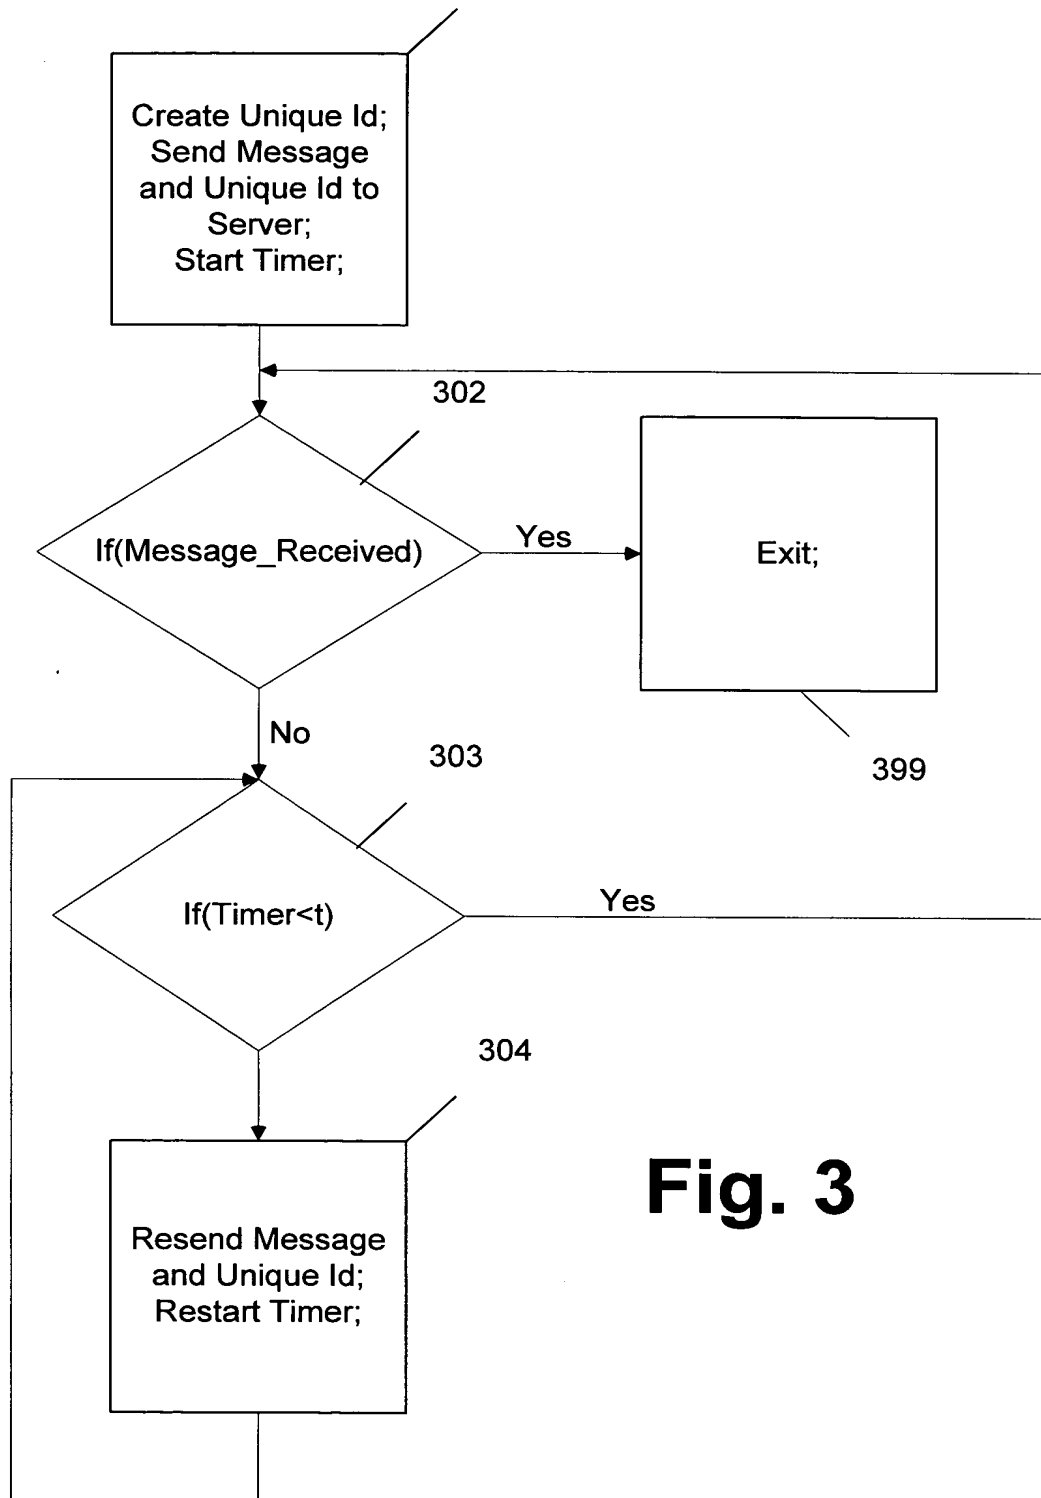 Create Unique Id;
Send Message
and Unique Id to
Server;
Start Timer;
302
If(Message_Received)
Yes
Exit;
No
303
399
If(Timer<t)
Yes
304
Resend Message
and Unique Id;
Restart Timer;
Fig. 3